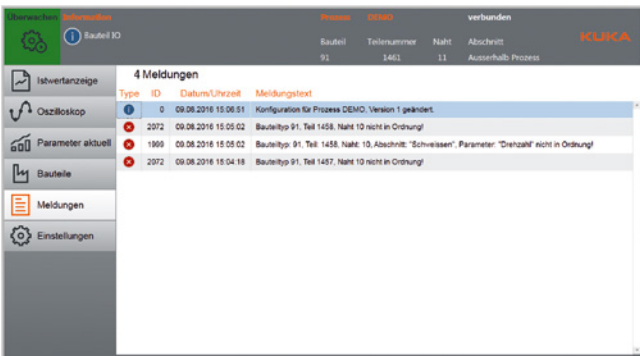 Überwachen Information Prozess DEMO verbunden
Bauteil IO
Bauteil Teilenummer Naht Abschnitt
91 1461 11 Ausserhalb Prozess
KUKA
4 Meldungen
Type ID Datum/Uhrzeit Meldungstext
0 09.08.2016 15:06:51 Konfiguration für Prozess DEMO, Version 1 geändert.
2072 09.08.2016 15:05:02 Bauteiltyp 91, Teil 1458, Naht 10 nicht in Ordnung!
1999 09.08.2016 15:05:02 Bauteiltyp: 91, Teil: 1458, Naht: 10, Abschnitt: "Schweissen", Parameter: "Drehzahl" nicht in Ordnung!
2072 09.08.2016 15:04:18 Bauteiltyp 91, Teil 1457, Naht 10 nicht in Ordnung!
Istwertanzeige
Oszilloskop
Parameter aktuell
Bauteile
Meldungen
Einstellungen